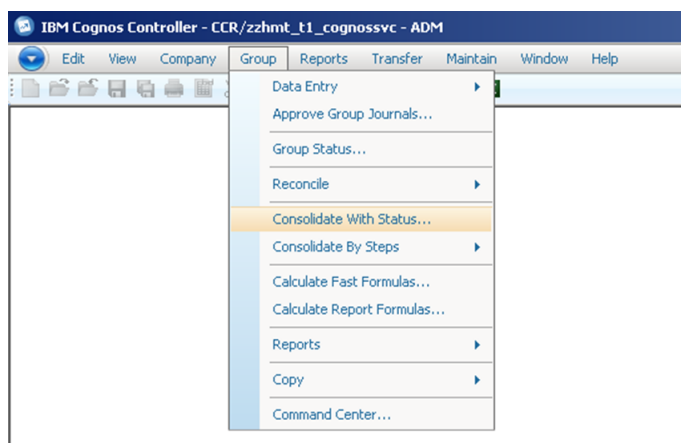 IBM Cognos Controller - CCR/zzhmt_t1_cognossvc - ADM
Edit View Company Group Reports Transfer Maintain Window Help
Data Entry
Approve Group Journals...
Group Status...
Reconcile
Consolidate With Status...
Consolidate By Steps
Calculate Fast Formulas...
Calculate Report Formulas...
Reports
Copy
Command Center...